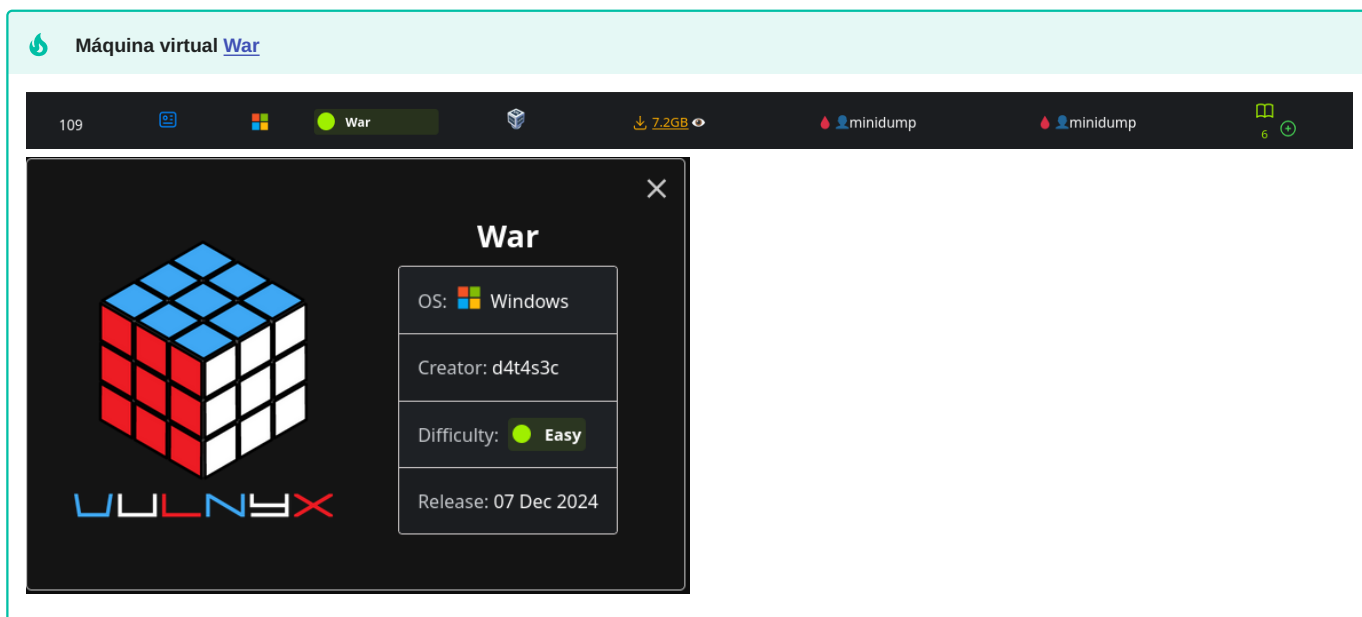 Máquina virtual War
109 War 7.2GB minidump minidump 6
War
OS: Windows
Creator: d4t4s3c
Difficulty: Easy
Release: 07 Dec 2024
VULNYX